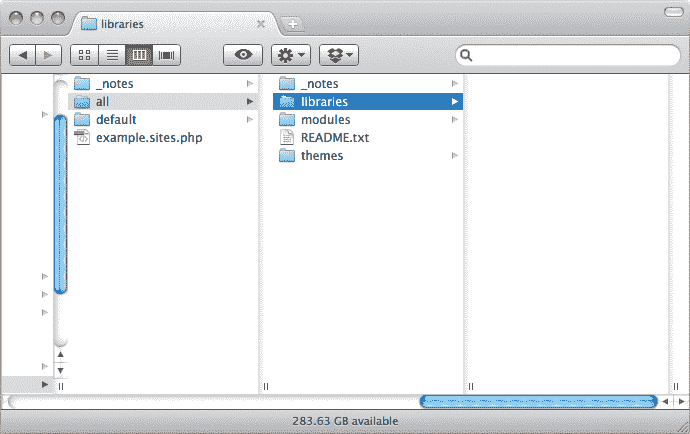 libraries
_notes
all
default
example.sites.php
_notes
libraries
modules
README.txt
themes
283.63 GB available